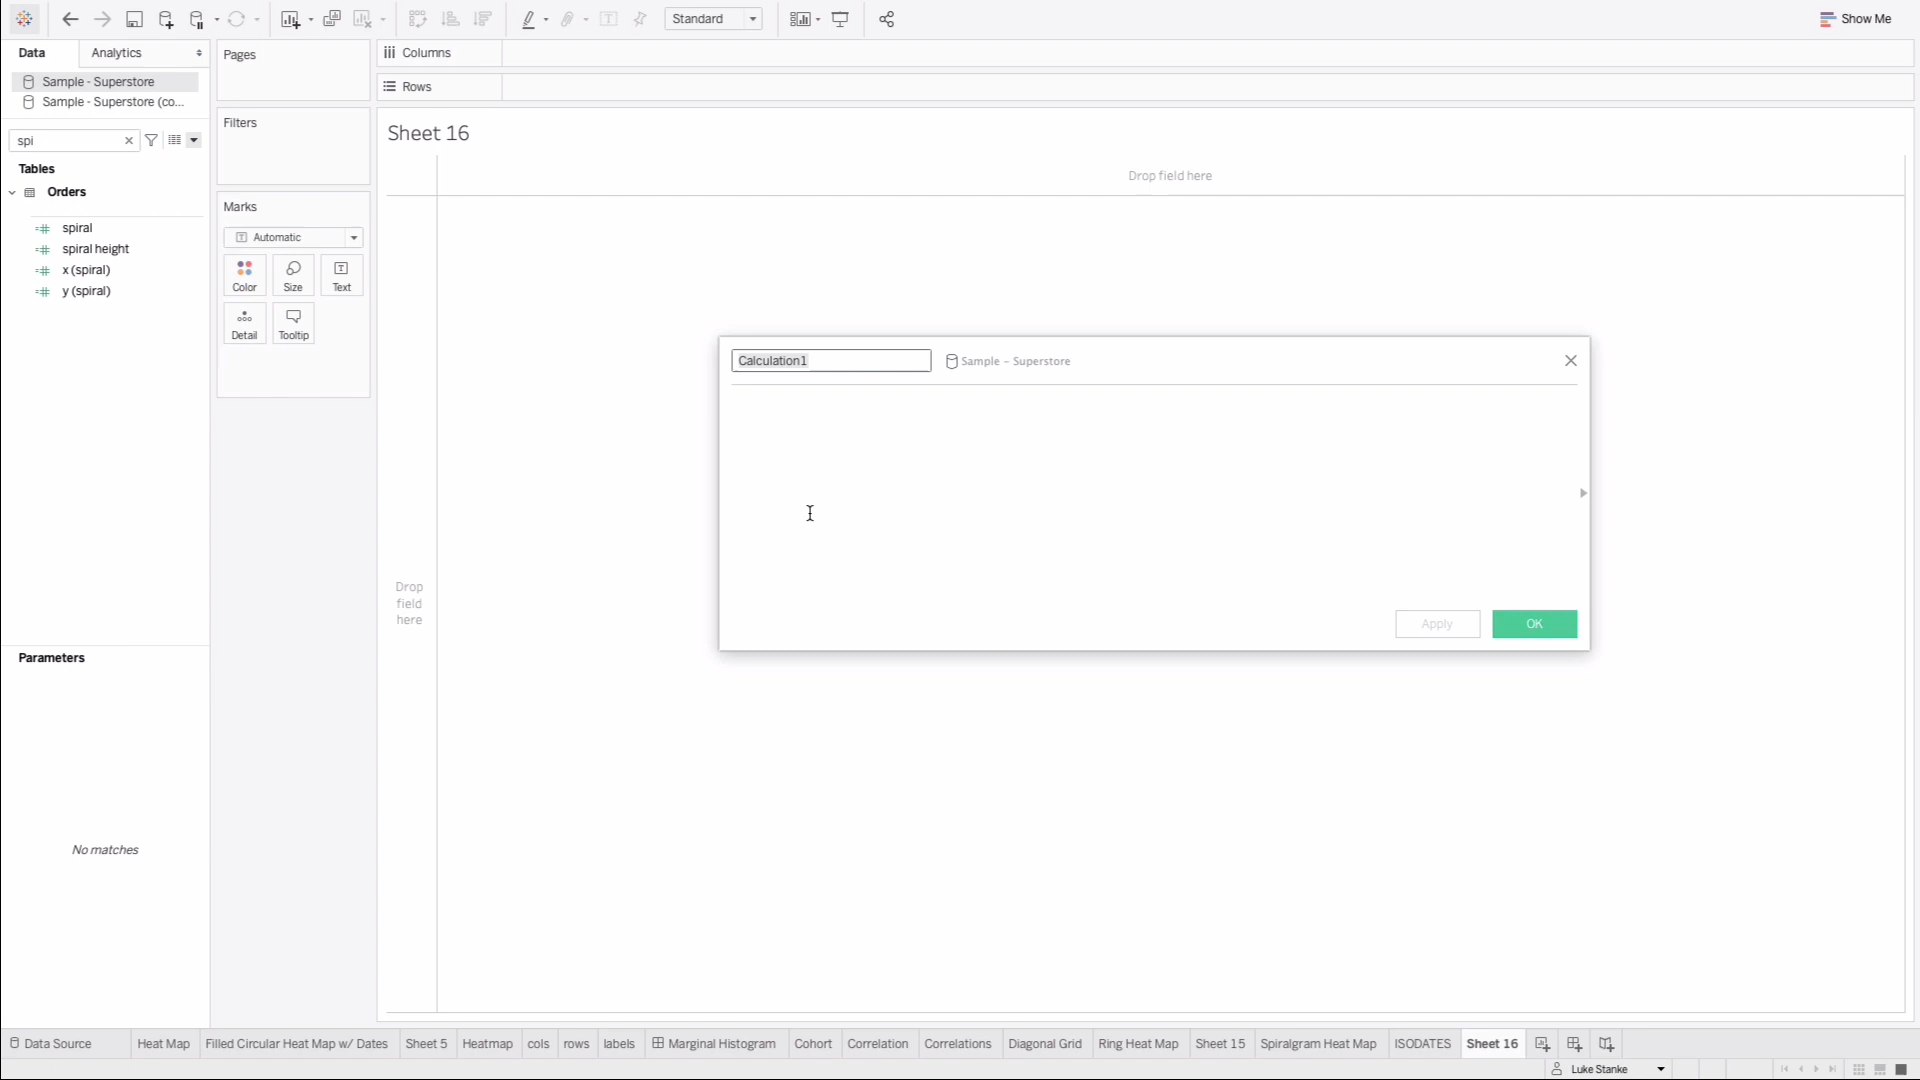 Standard
Show Me
Data
Analytics
Pages
Columns
Rows
Sample - Superstore
Sample - Superstore (co...
spi
Filters
Sheet 16
Tables
Orders
Drop field here
Marks
spiral
spiral height
x (spiral)
y (spiral)
Automatic
Color
Size
Text
Detail
Tooltip
Calculation1
Sample - Superstore
Drop
field
here
Apply
OK
Parameters
No matches
Data Source
Heat Map
Filled Circular Heat Map w/ Dates
Sheet 5
Heatmap
cols
rows
labels
Marginal Histogram
Cohort
Correlation
Correlations
Diagonal Grid
Ring Heat Map
Sheet 15
Spiralgram Heat Map
ISODATES
Sheet 16
Luke Stanke